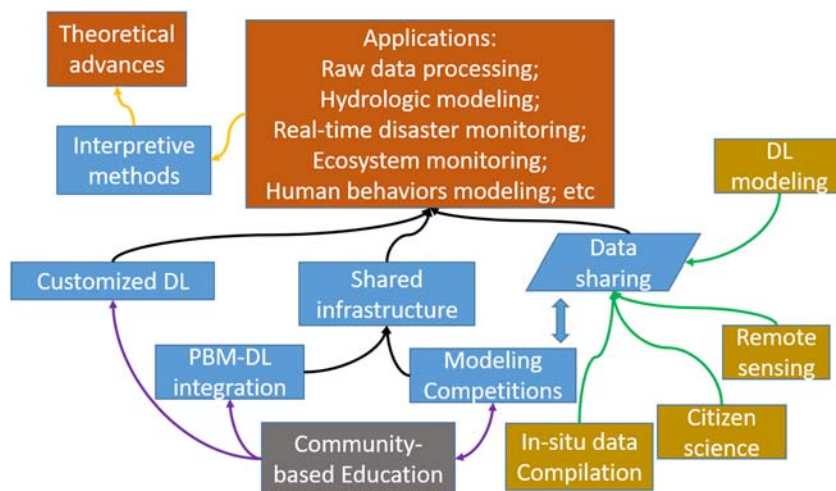 Theoretical
advances
Interpretive
methods
Applications:
Raw data processing;
Hydrologic modeling;
Real-time disaster monitoring;
Ecosystem monitoring;
Human behaviors modeling; etc
DL
modeling
Customized DL
Shared
infrastructure
Data
sharing
PBM-DL
integration
Modeling
Competitions
Remote
sensing
Community-
based Education
In-situ data
Compilation
Citizen
science